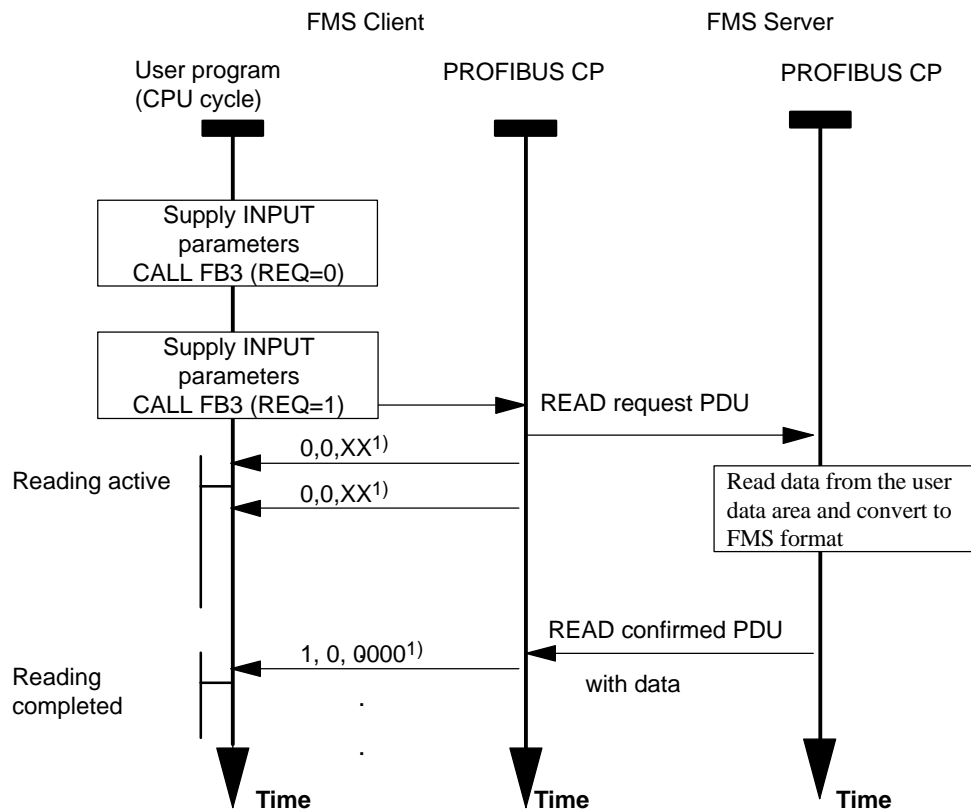 FMS Client
FMS Server
User program
(CPU cycle)
PROFIBUS CP
PROFIBUS CP
Supply INPUT
parameters
CALL FB3 (REQ=0)
Supply INPUT
parameters
CALL FB3 (REQ=1)
READ request PDU
0,0,XX1)
Reading active
0,0,XX1)
Read data from the user
data area and convert to
FMS format
READ confirmed PDU
with data
1, 0, 00001)
Reading
completed
.
.
Time
Time
Time